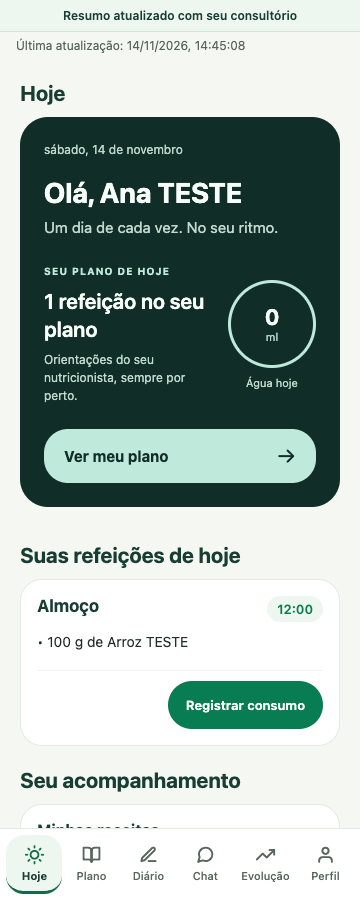 Resumo atualizado com seu consultório
Última atualização: 14/11/2026, 14:45:08
Hoje
sábado, 14 de novembro
Olá, Ana TESTE
Um dia de cada vez. No seu ritmo.
SEU PLANO DE HOJE
1 refeição no seu
plano
Orientações do seu
nutricionista, sempre por
perto.
0
ml
Água hoje
Ver meu plano
Suas refeições de hoje
Almoço
12:00
• 100 g de Arroz TESTE
Registrar consumo
Seu acompanhamento
Hoje
Plano
Diário
Chat
Evolução
Perfil